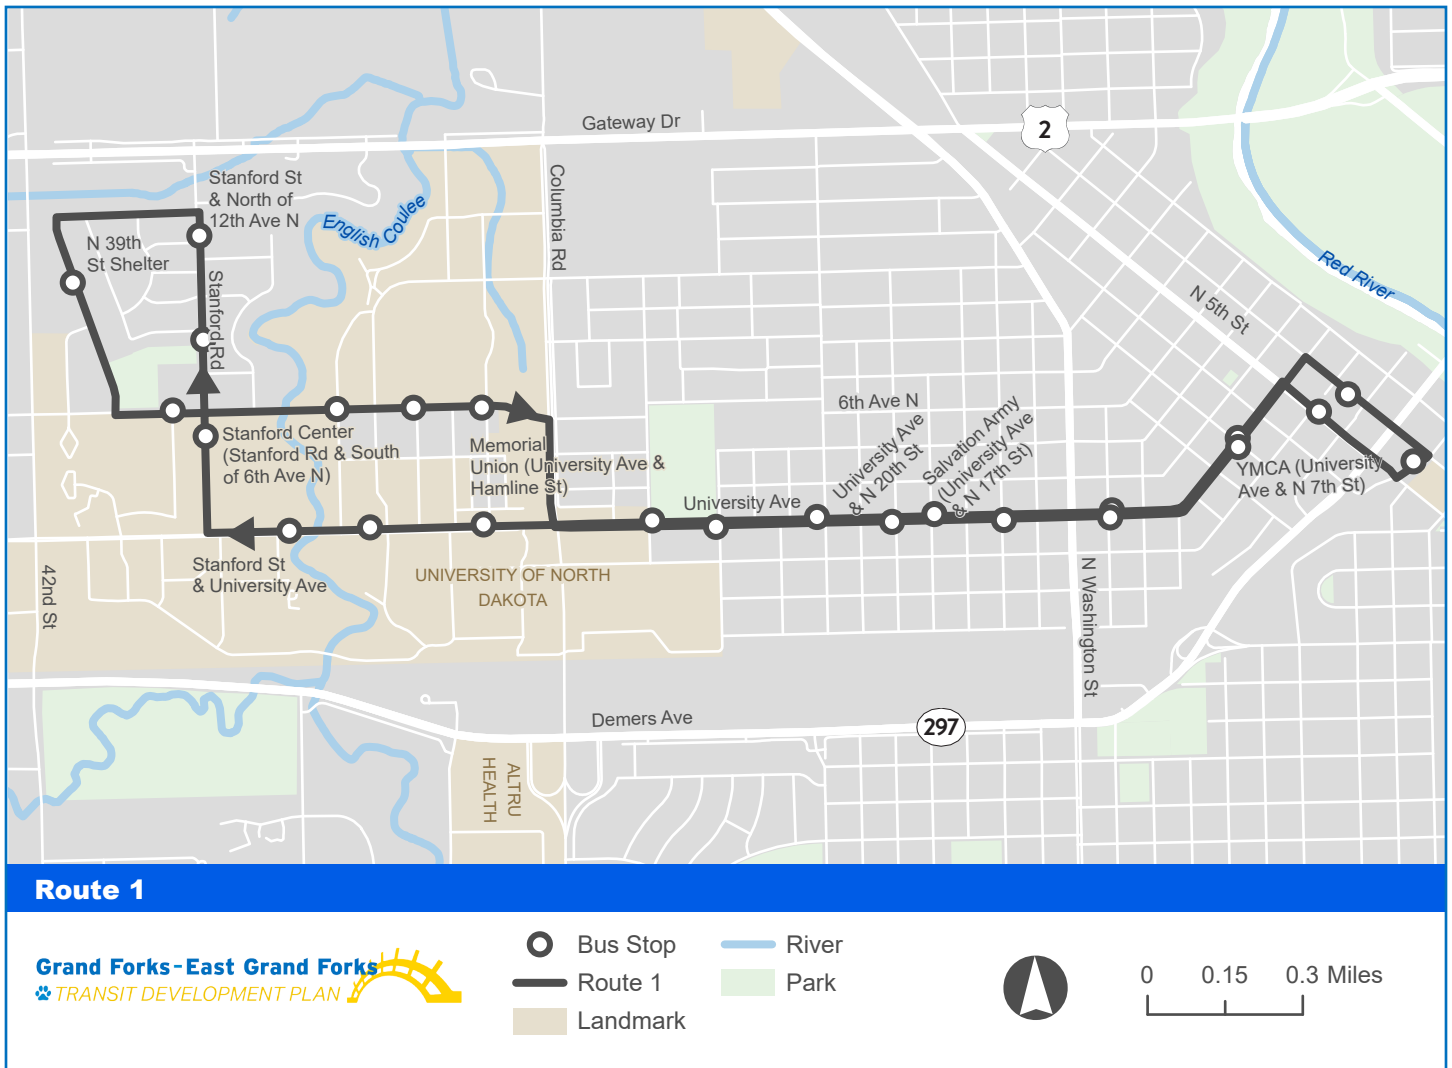 Gateway Dr
2
Stanford St
& North of
12th Ave N
English Coulee
Columbia Rd
N 39th
St Shelter
Stanford Rd
Red River
N 5th St
6th Ave N
University Ave
& N 20th St
Salvation Army
(University Ave
& N 17th St)
Stanford Center
(Stanford Rd & South
of 6th Ave N)
Memorial
Union (University Ave &
Hamline St)
University Ave
YMCA (University
Ave & N 7th St)
Stanford St
& University Ave
42nd St
UNIVERSITY OF NORTH
DAKOTA
N Washington St
Demers Ave
297
ALTRU
HEALTH
Route 1
Grand Forks-East Grand Forks
TRANSIT DEVELOPMENT PLAN
Bus Stop
Route 1
Landmark
River
Park
0 0.15 0.3 Miles